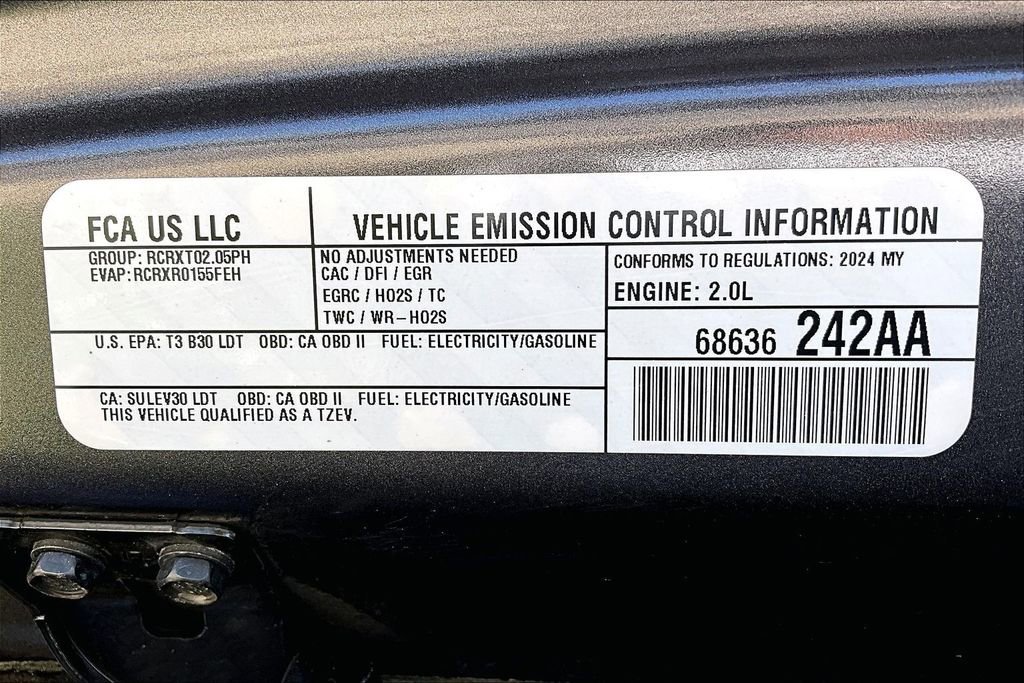 FCA US LLC
VEHICLE EMISSION CONTROL INFORMATION
GROUP: RCRXT02.05PH
EVAP: RCRXR0155FEH
NO ADJUSTMENTS NEEDED
CAC / DFI / EGR
EGRC / HO2S / TC
TWC / WR-HO2S
CONFORMS TO REGULATIONS: 2024 MY
ENGINE: 2.0L
68636 242AA
U.S. EPA: T3 B30 LDT OBD: CA OBD II FUEL: ELECTRICITY/GASOLINE
CA: SULEV30 LDT OBD: CA OBD II FUEL: ELECTRICITY/GASOLINE
THIS VEHICLE QUALIFIED AS A TZEV.